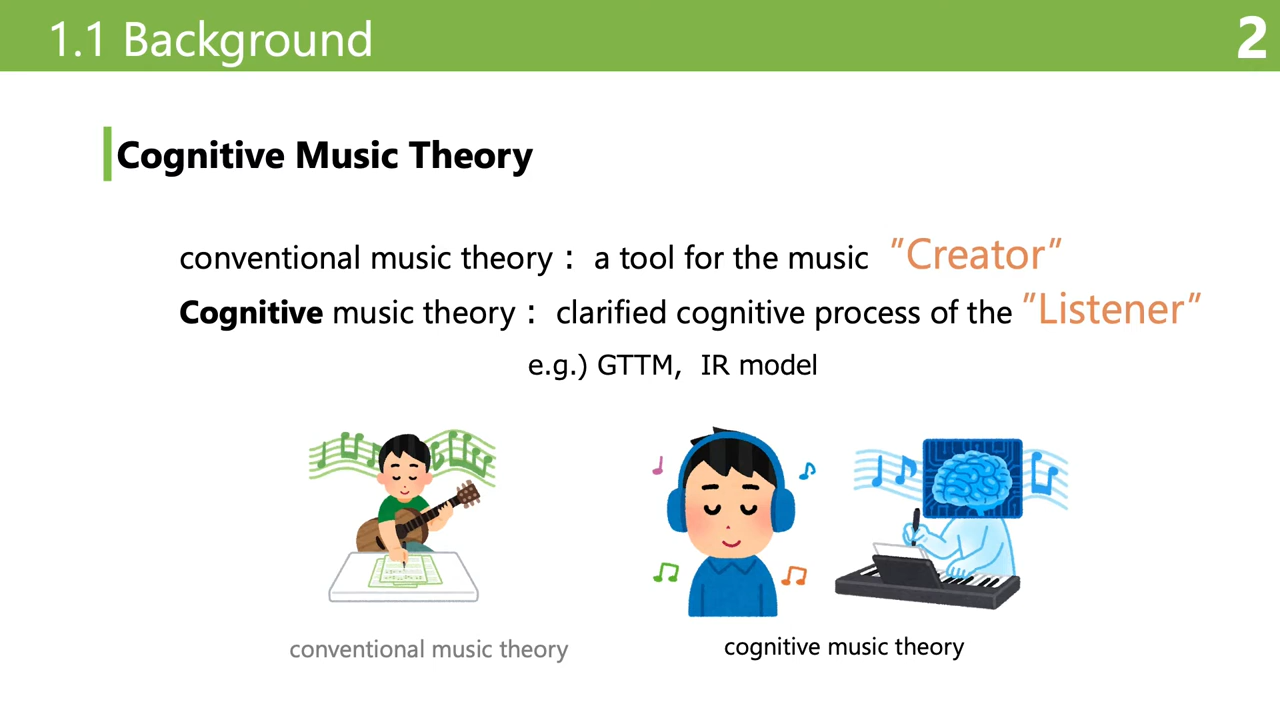 1.1 Background
2
Cognitive Music Theory
conventional music theory： a tool for the music ”Creator”
Cognitive music theory： clarified cognitive process of the ”Listener”
e.g.) GTTM, IR model
conventional music theory
cognitive music theory